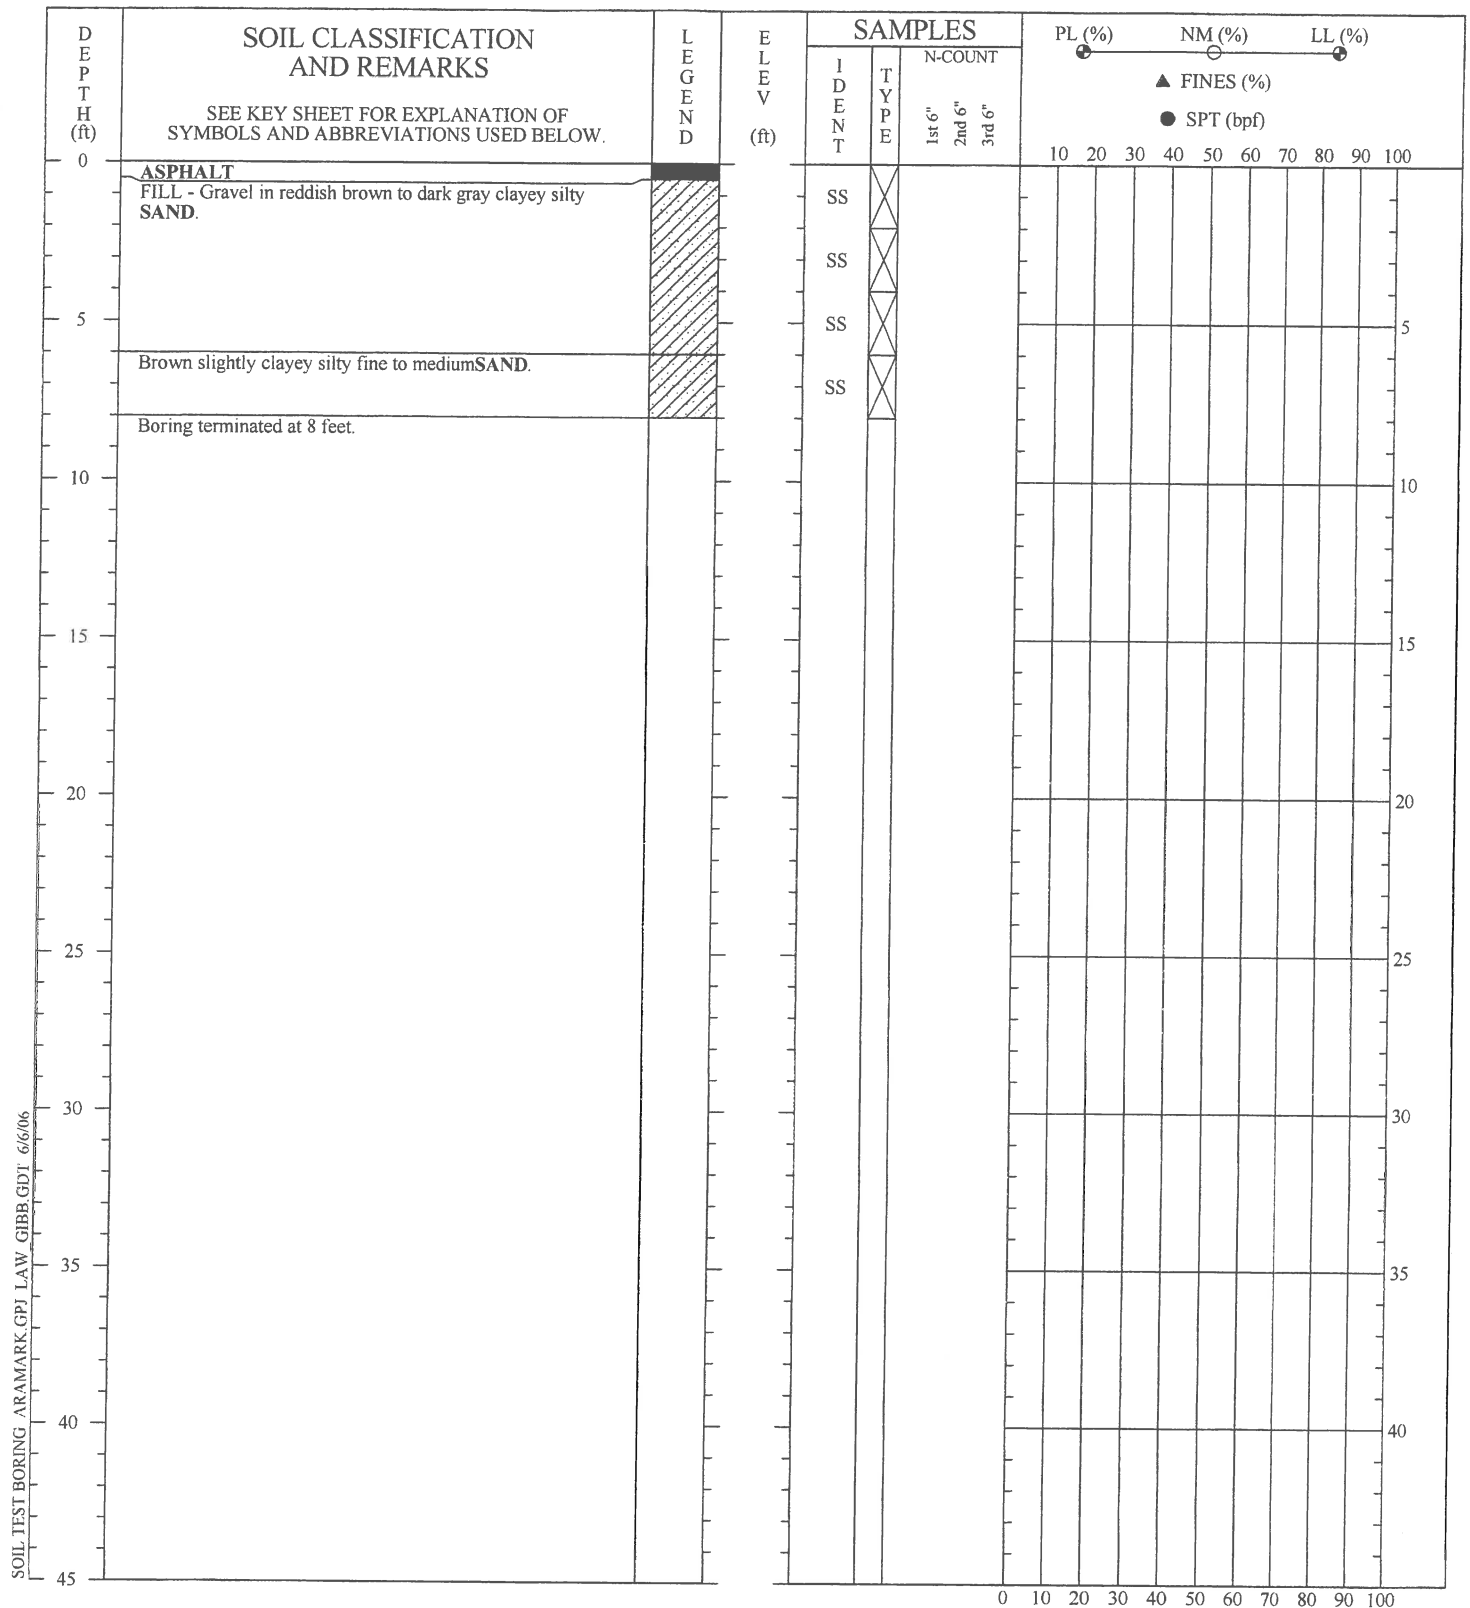 DEPTH (ft)
SOIL CLASSIFICATION
AND REMARKS
SEE KEY SHEET FOR EXPLANATION OF
SYMBOLS AND ABBREVIATIONS USED BELOW.
LEGEND
ELEV (ft)
SAMPLES
IDENT
TYPE
N-COUNT
1st 6"
2nd 6"
3rd 6"
PL (%) NM (%) LL (%)
▲ FINES (%)
● SPT (bpf)
10 20 30 40 50 60 70 80 90 100
0
ASPHALT
FILL - Gravel in reddish brown to dark gray clayey silty
SAND.
SS
SS
SS
5 5
Brown slightly clayey silty fine to mediumSAND.
SS
Boring terminated at 8 feet.
10 10
15 15
20 20
25 25
30 30
35 35
40 40
45
0 10 20 30 40 50 60 70 80 90 100
SOIL TEST BORING ARAMARK.GPJ LAW_GIBB.GDT 6/6/06